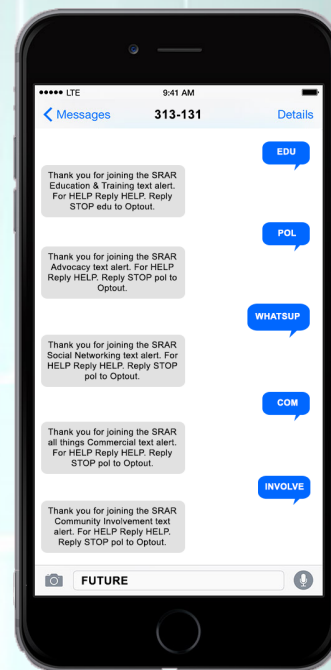 LTE 9:41 AM
Messages 313-131 Details
EDU
Thank you for joining the SRAR
Education & Training text alert.
For HELP Reply HELP. Reply
STOP edu to Optout.
POL
Thank you for joining the SRAR
Advocacy text alert. For HELP
Reply HELP. Reply STOP pol to
Optout.
WHATSUP
Thank you for joining the SRAR
Social Networking text alert. For
HELP Reply HELP. Reply STOP
pol to Optout.
COM
Thank you for joining the SRAR
all things Commercial text alert.
For HELP Reply HELP. Reply
STOP pol to Optout.
INVOLVE
Thank you for joining the SRAR
Community Involvement text
alert. For HELP Reply HELP.
Reply STOP pol to Optout.
FUTURE